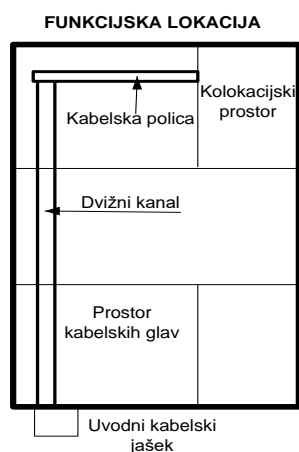 FUNKCIJSKA LOKACIJA
Kolokacijski
prostor
Kabelska polica
Dvižni kanal
Prostor
kabelskih glav
Uvodni kabelski
jašek